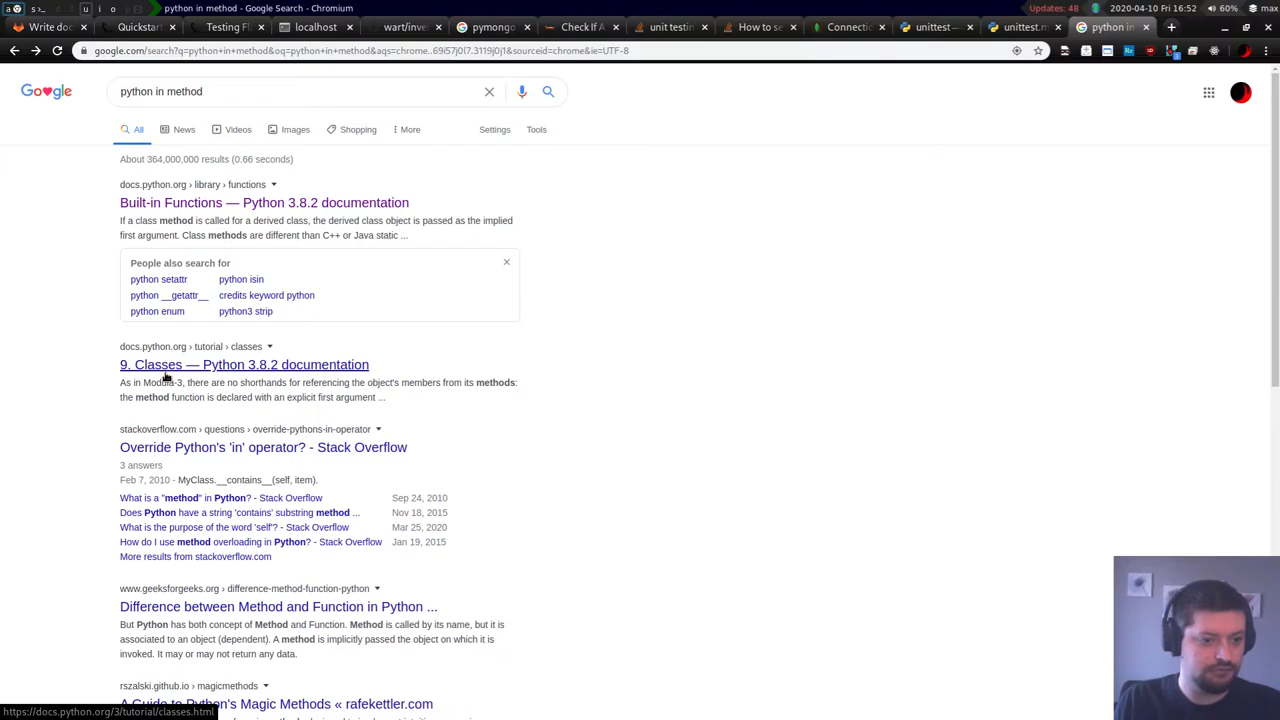 python in method - Google Search - Chromium
Updates: 48
2020-04-10 Fri 16:52
60%
max
Write doc
Quickstart
Testing Fl
localhost
wart/inve
pymongo
Check If A
unit testin
How to se
Connectio
unittest —
unittest.m
python in
google.com/search?q=python+in+method&oq=python+in+method&aqs=chrome..69i57j0l7.3119j0j1&sourceid=chrome&ie=UTF-8
python in method
All
News
Videos
Images
Shopping
More
Settings
Tools
About 364,000,000 results (0.66 seconds)
docs.python.org › library › functions
Built-in Functions — Python 3.8.2 documentation
If a class method is called for a derived class, the derived class object is passed as the implied
first argument. Class methods are different than C++ or Java static ...
People also search for
python setattr
python isin
python __getattr__
credits keyword python
python enum
python3 strip
docs.python.org › tutorial › classes
9. Classes — Python 3.8.2 documentation
As in Modula-3, there are no shorthands for referencing the object's members from its methods:
the method function is declared with an explicit first argument ...
stackoverflow.com › questions › override-pythons-in-operator
Override Python's 'in' operator? - Stack Overflow
3 answers
Feb 7, 2010 - MyClass.__contains__(self, item).
What is a "method" in Python? - Stack Overflow
Sep 24, 2010
Does Python have a string 'contains' substring method ...
Nov 18, 2015
What is the purpose of the word 'self'? - Stack Overflow
Mar 25, 2020
How do I use method overloading in Python? - Stack Overflow
Jan 19, 2015
More results from stackoverflow.com
www.geeksforgeeks.org › difference-method-function-python
Difference between Method and Function in Python ...
But Python has both concept of Method and Function. Method is called by its name, but it is
associated to an object (dependent). A method is implicitly passed the object on which it is
invoked. It may or may not return any data.
rszalski.github.io › magicmethods
A Guide to Python's Magic Methods « rafekettler.com
https://docs.python.org/3/tutorial/classes.html